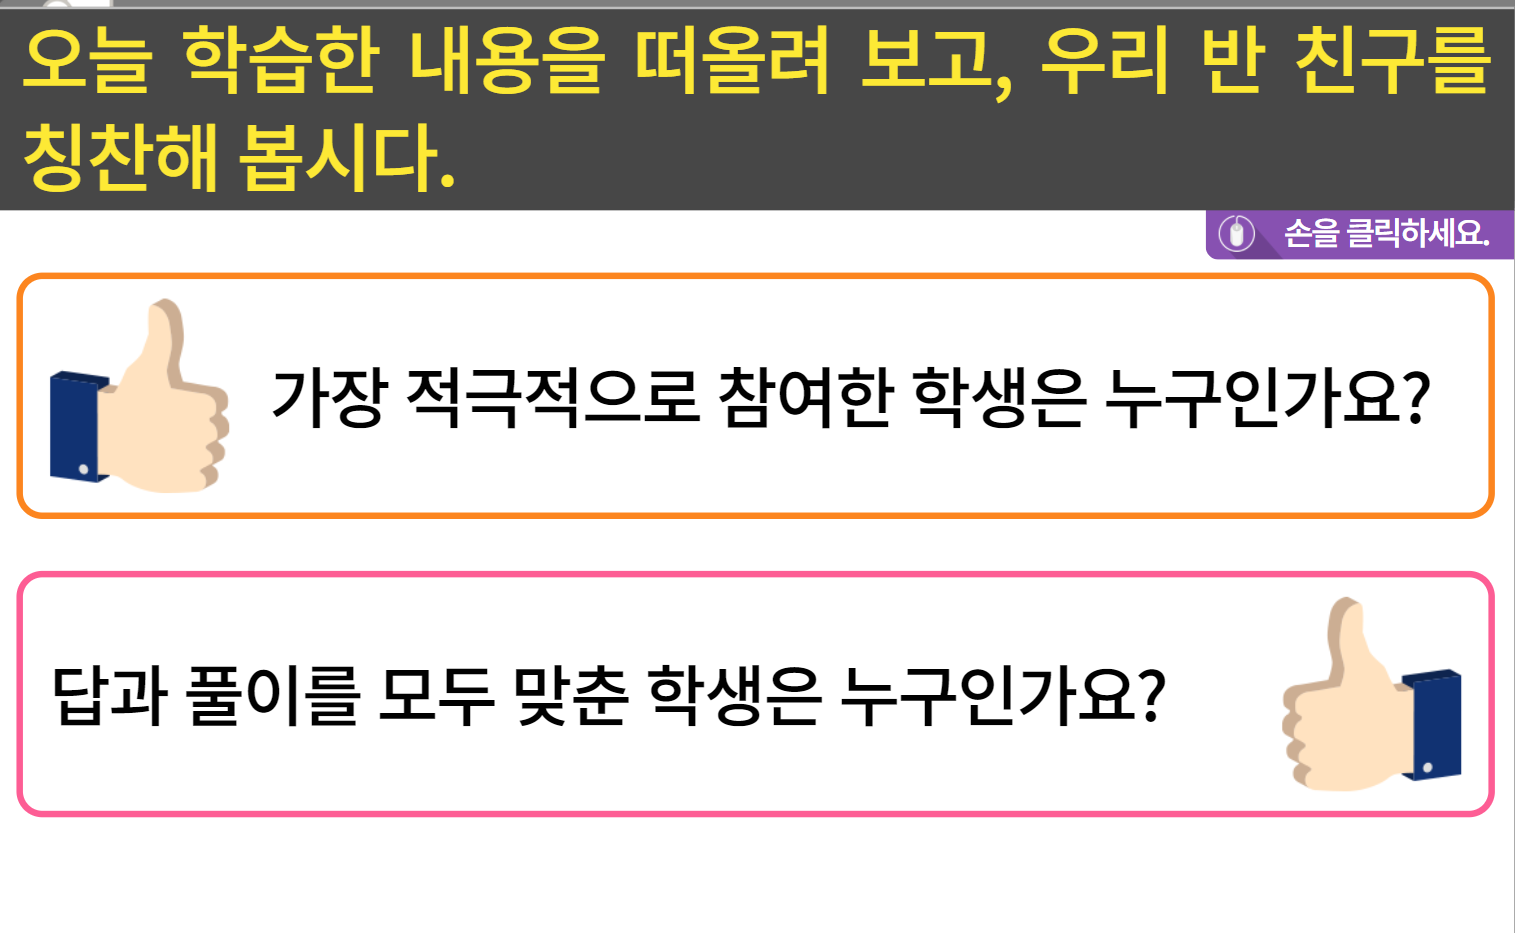 오늘 학습한 내용을 떠올려 보고, 우리 반 친구를
칭찬해 봅시다.
손을 클릭하세요.
가장 적극적으로 참여한 학생은 누구인가요?
답과 풀이를 모두 맞춘 학생은 누구인가요?